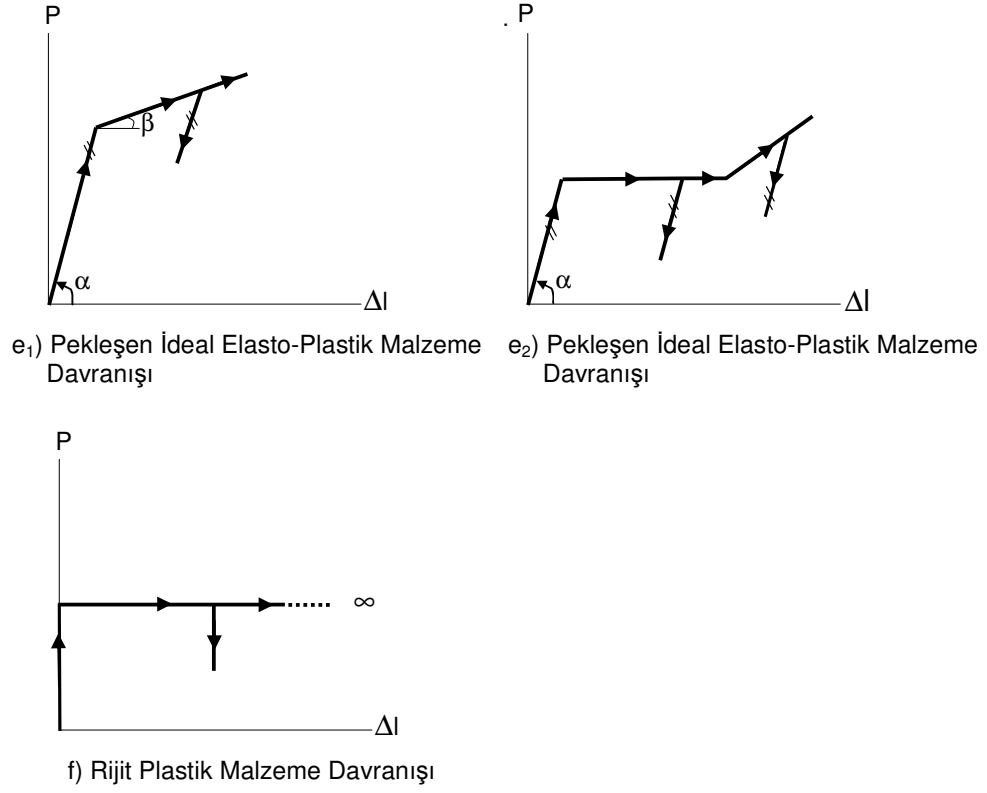 P
β
α
Δl
e₁) Pekleşen İdeal Elasto-Plastik Malzeme
Davranışı
. P
α
Δl
e₂) Pekleşen İdeal Elasto-Plastik Malzeme
Davranışı
P
∞
Δl
f) Rijit Plastik Malzeme Davranışı